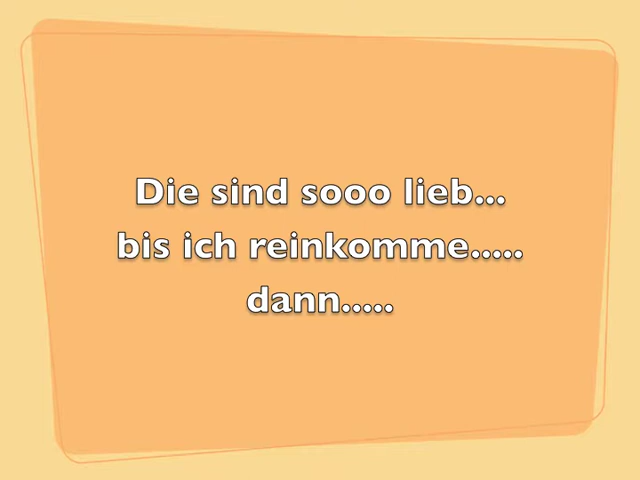 Die sind sooo lieb...
bis ich reinkomme.....
dann.....